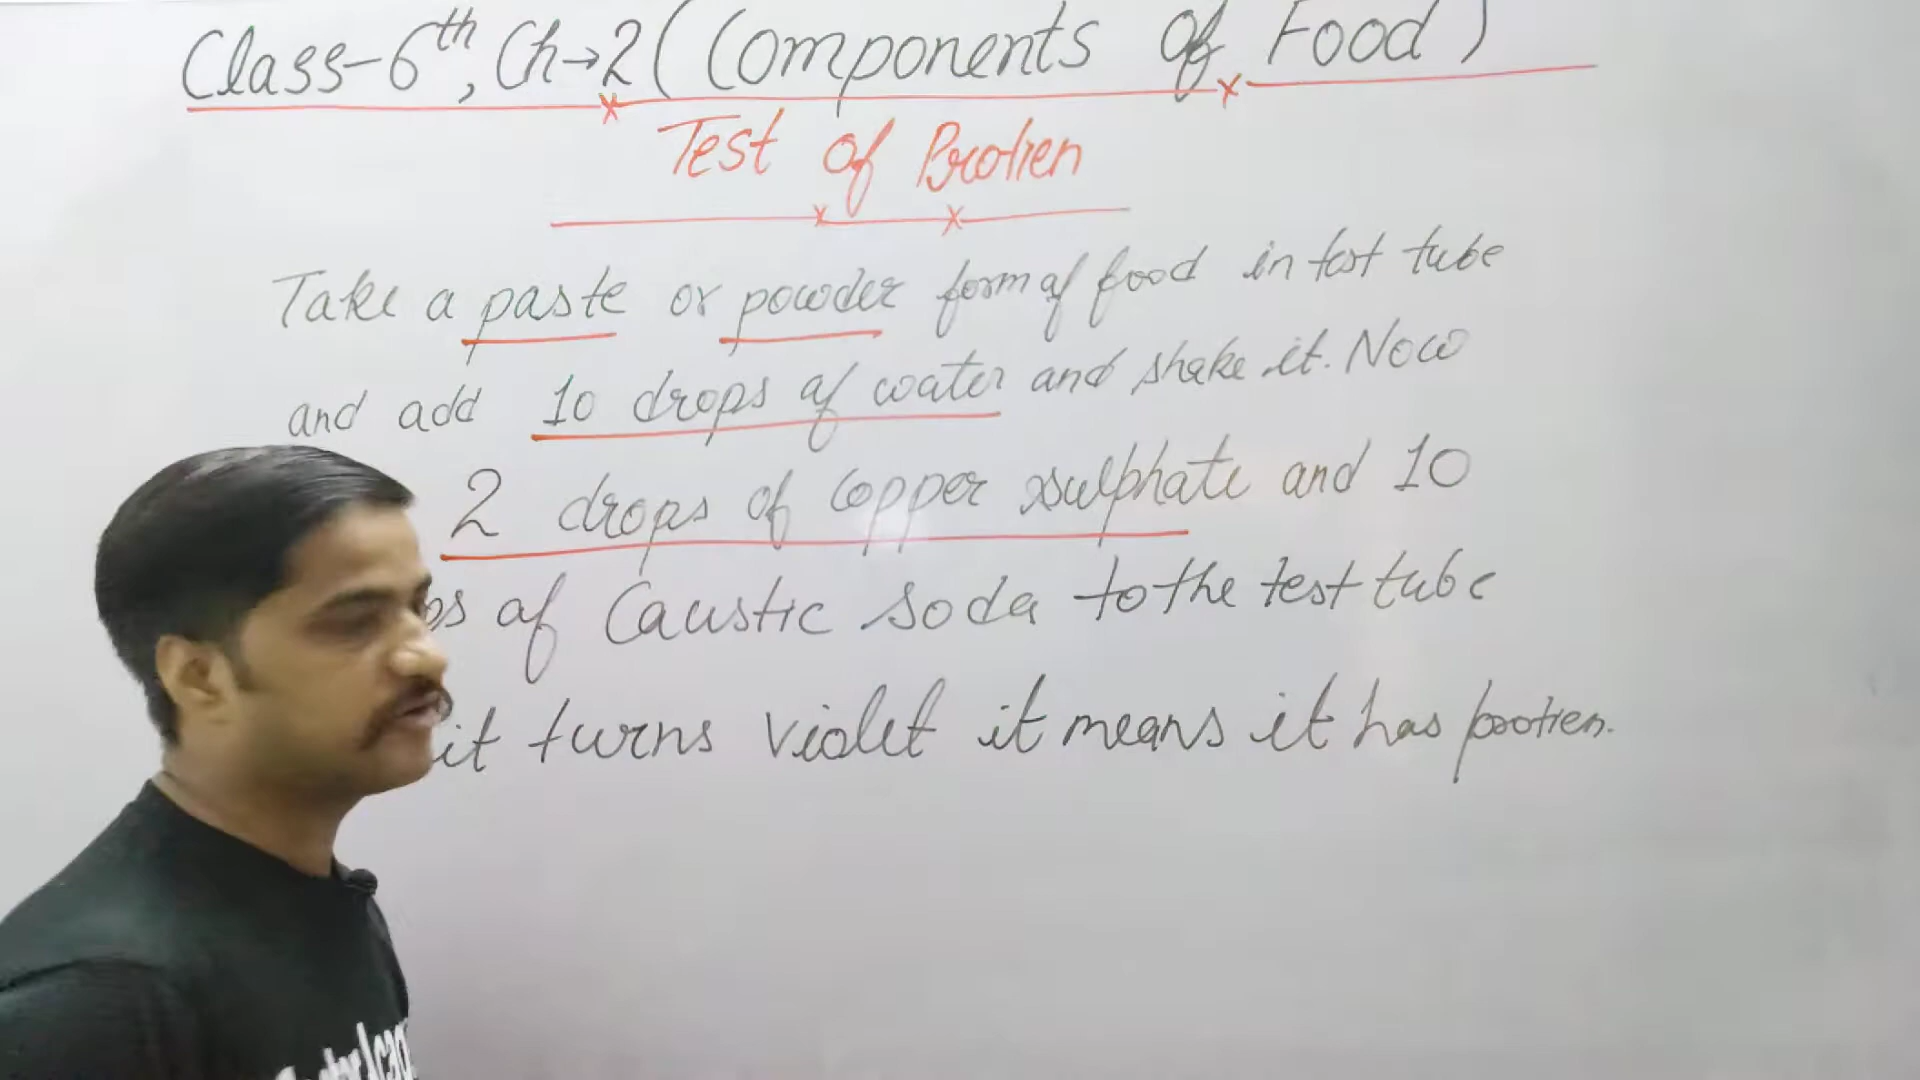 Class-6th, Ch→2 (Components of Food)
Test of Protien
Take a paste or powder form of food in test tube
and add 10 drops of water and shake it. Now
2 drops of Copper sulphate and 10
of Caustic soda to the test tube
it turns violet it means it has protien.